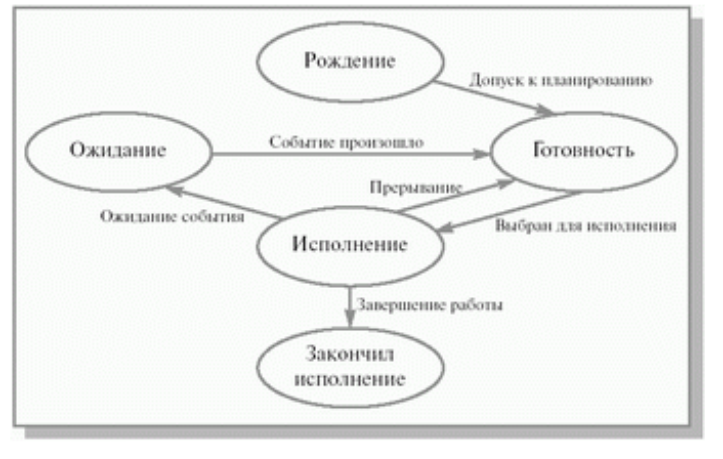 Рождение
Допуск к планированию
Ожидание
Событие произошло
Готовность
Прерывание
Ожидание события
Выбран для исполнения
Исполнение
Завершение работы
Закончил
исполнение